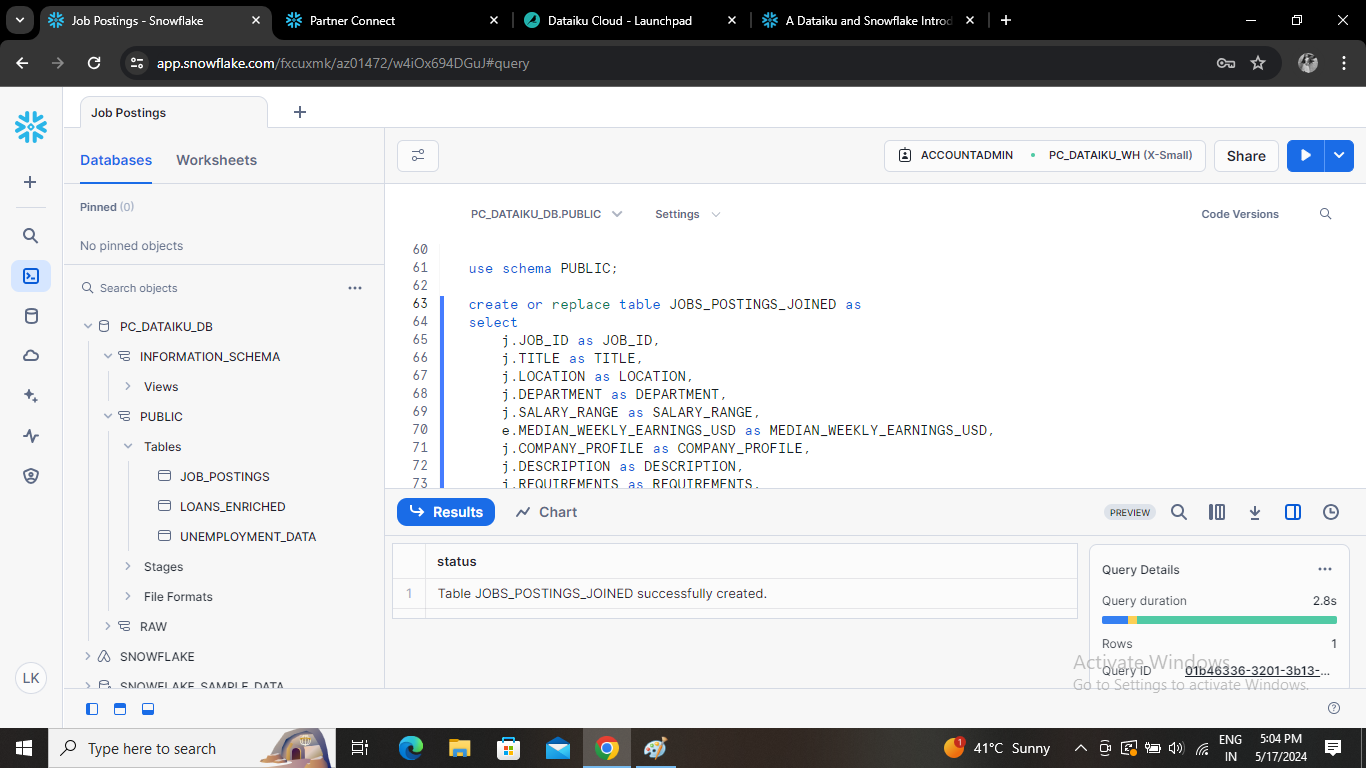 Job Postings - Snowflake
Partner Connect
Dataiku Cloud - Launchpad
A Dataiku and Snowflake Introd
app.snowflake.com/fxcuxmk/az01472/w4iOx694DGuJ#query
Job Postings
Databases
Worksheets
ACCOUNTADMIN
PC_DATAIKU_WH (X-Small)
Share
Pinned (0)
No pinned objects
Search objects
PC_DATAIKU_DB
INFORMATION_SCHEMA
Views
PUBLIC
Tables
JOB_POSTINGS
LOANS_ENRICHED
UNEMPLOYMENT_DATA
Stages
File Formats
RAW
SNOWFLAKE
SNOWFLAKE_SAMPLE_DATA
LK
PC_DATAIKU_DB.PUBLIC
Settings
Code Versions
60
61 use schema PUBLIC;
62
63 create or replace table JOBS_POSTINGS_JOINED as
64 select
65 j.JOB_ID as JOB_ID,
66 j.TITLE as TITLE,
67 j.LOCATION as LOCATION,
68 j.DEPARTMENT as DEPARTMENT,
69 j.SALARY_RANGE as SALARY_RANGE,
70 e.MEDIAN_WEEKLY_EARNINGS_USD as MEDIAN_WEEKLY_EARNINGS_USD,
71 j.COMPANY_PROFILE as COMPANY_PROFILE,
72 j.DESCRIPTION as DESCRIPTION,
73 j.REQUIREMENTS as REQUIREMENTS,
Results
Chart
PREVIEW
status
1 Table JOBS_POSTINGS_JOINED successfully created.
Query Details
Query duration 2.8s
Rows 1
Query ID 01b46336-3201-3b13-...
Activate Windows
Go to Settings to activate Windows.
Type here to search
1
41°C Sunny
ENG
IN
5:04 PM
5/17/2024